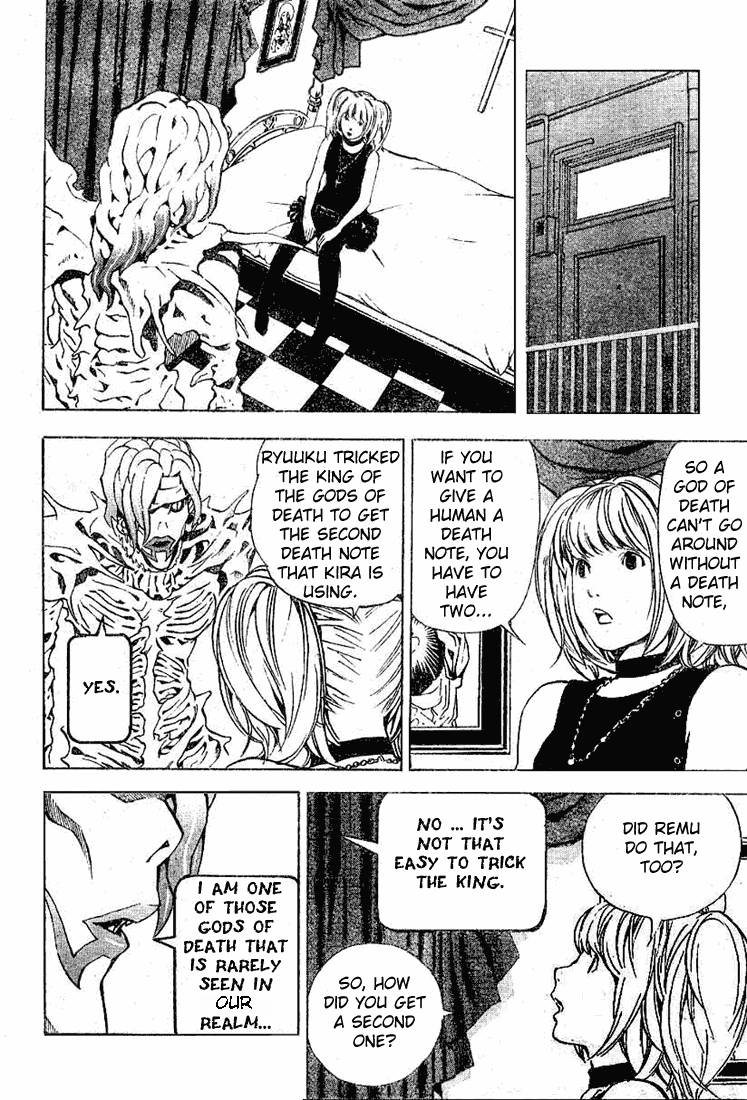 SO A
GOD OF
DEATH
CAN'T GO
AROUND
WITHOUT
A DEATH
NOTE,
IF YOU
WANT TO
GIVE A
HUMAN A
DEATH
NOTE, YOU
HAVE TO
HAVE
TWO...
RYUUKU TRICKED
THE KING OF
THE GODS OF
DEATH TO GET
THE SECOND
DEATH NOTE
THAT KIRA IS
USING.
YES.
DID REMU
DO THAT,
TOO?
NO ... IT'S
NOT THAT
EASY TO TRICK
THE KING.
SO, HOW
DID YOU GET
A SECOND
ONE?
I AM ONE
OF THOSE
GODS OF
DEATH THAT
IS RARELY
SEEN IN
OUR
REALM...